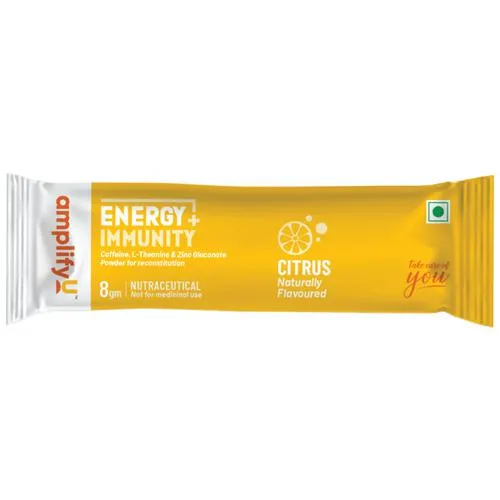 amplifyU™
ENERGY+
IMMUNITY
Caffeine, L-Theanine & Zinc Gluconate
Powder for reconstitution
8gm
NUTRACEUTICAL
Not for medicinal use
CITRUS
Naturally
Flavoured
Take care of
you